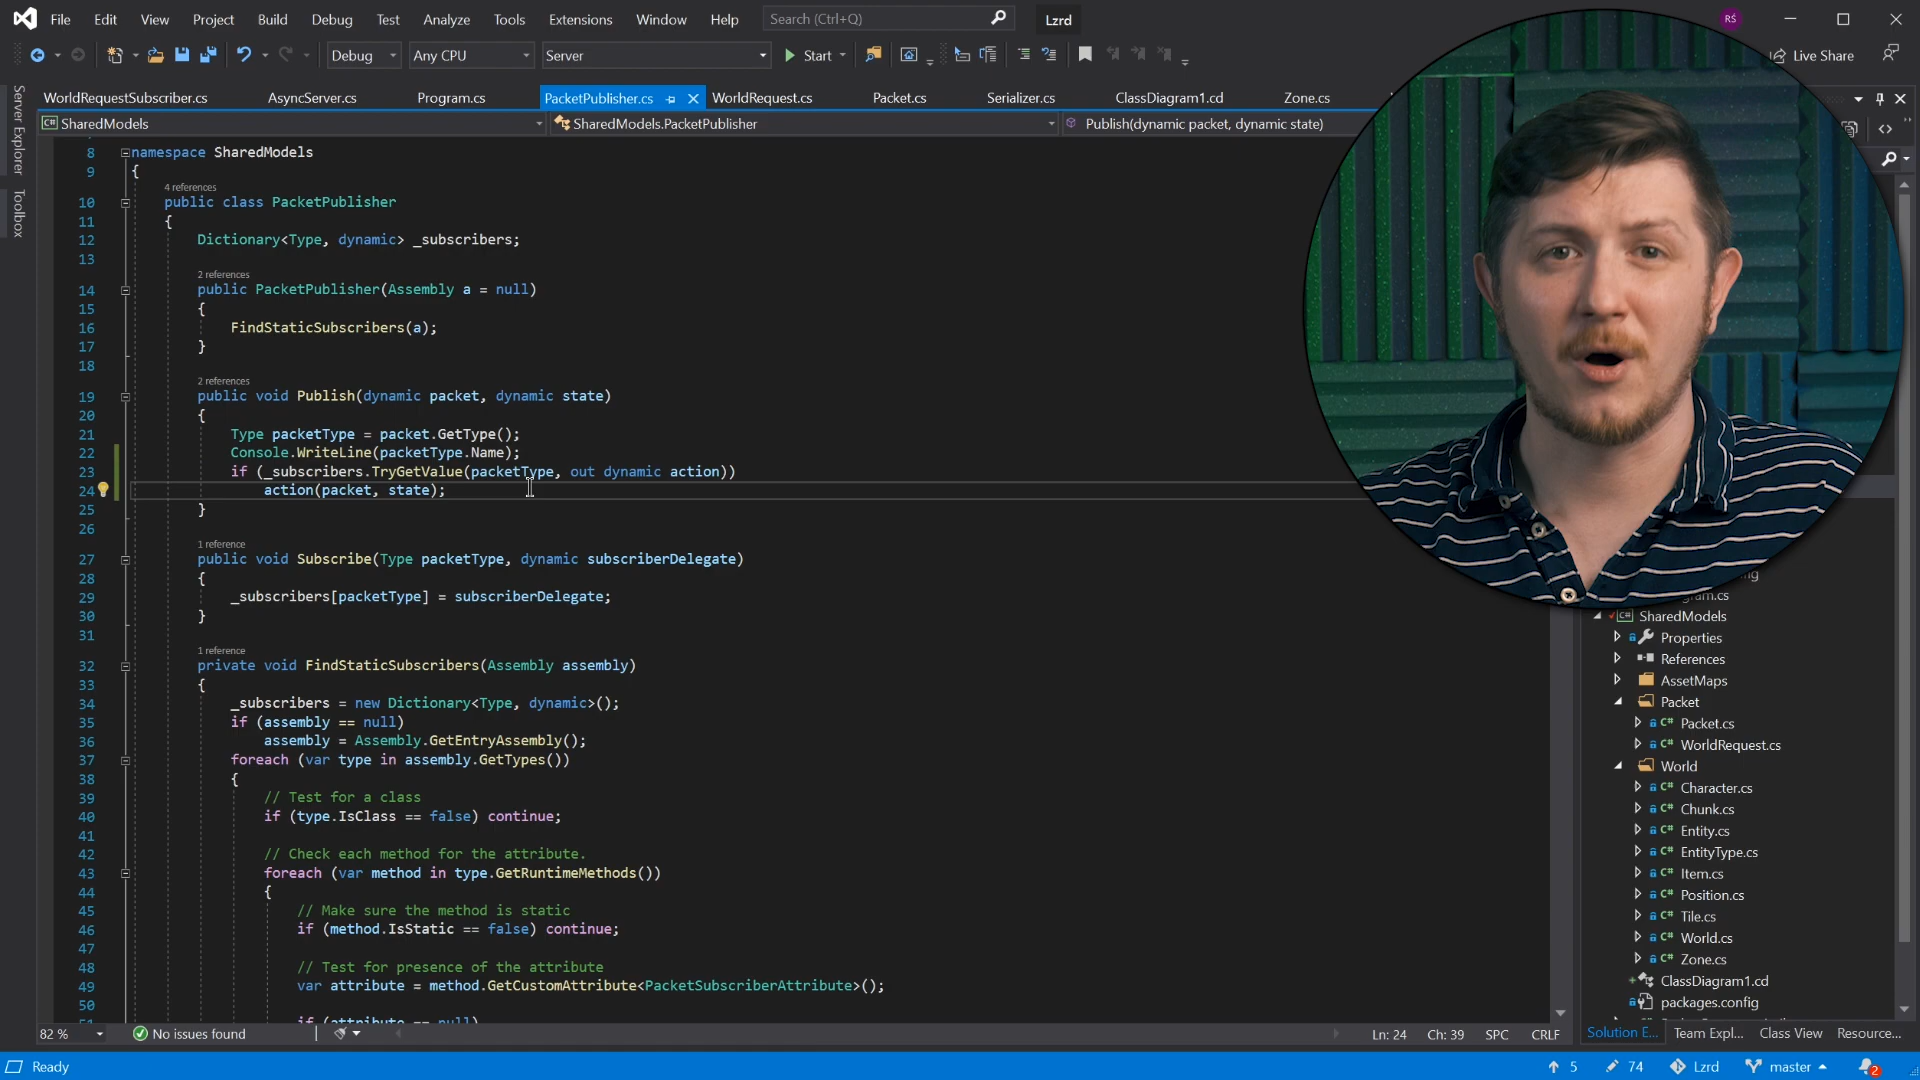 File Edit View Project Build Debug Test Analyze Tools Extensions Window Help Search (Ctrl+Q) Lzrd RŠ
Debug Any CPU Server Start Live Share
WorldRequestSubscriber.cs AsyncServer.cs Program.cs PacketPublisher.cs WorldRequest.cs Packet.cs Serializer.cs ClassDiagram1.cd Zone.cs
SharedModels SharedModels.PacketPublisher Publish(dynamic packet, dynamic state)
Server Explorer
Toolbox
8 namespace SharedModels
9 {
4 references
10 public class PacketPublisher
11 {
12 Dictionary<Type, dynamic> _subscribers;
13
2 references
14 public PacketPublisher(Assembly a = null)
15 {
16 FindStaticSubscribers(a);
17 }
18
2 references
19 public void Publish(dynamic packet, dynamic state)
20 {
21 Type packetType = packet.GetType();
22 Console.WriteLine(packetType.Name);
23 if (_subscribers.TryGetValue(packetType, out dynamic action))
24 action(packet, state);
25 }
26
1 reference
27 public void Subscribe(Type packetType, dynamic subscriberDelegate)
28 {
29 _subscribers[packetType] = subscriberDelegate;
30 }
31
1 reference
32 private void FindStaticSubscribers(Assembly assembly)
33 {
34 _subscribers = new Dictionary<Type, dynamic>();
35 if (assembly == null)
36 assembly = Assembly.GetEntryAssembly();
37 foreach (var type in assembly.GetTypes())
38 {
39 // Test for a class
40 if (type.IsClass == false) continue;
41
42 // Check each method for the attribute.
43 foreach (var method in type.GetRuntimeMethods())
44 {
45 // Make sure the method is static
46 if (method.IsStatic == false) continue;
47
48 // Test for presence of the attribute
49 var attribute = method.GetCustomAttribute<PacketSubscriberAttribute>();
50
51 if (attribute == null)
SharedModels
Properties
References
AssetMaps
Packet
Packet.cs
WorldRequest.cs
World
Character.cs
Chunk.cs
Entity.cs
EntityType.cs
Item.cs
Position.cs
Tile.cs
World.cs
Zone.cs
ClassDiagram1.cd
packages.config
82 % No issues found Ln: 24 Ch: 39 SPC CRLF
Solution E... Team Expl... Class View Resource...
Ready 5 74 Lzrd master 2